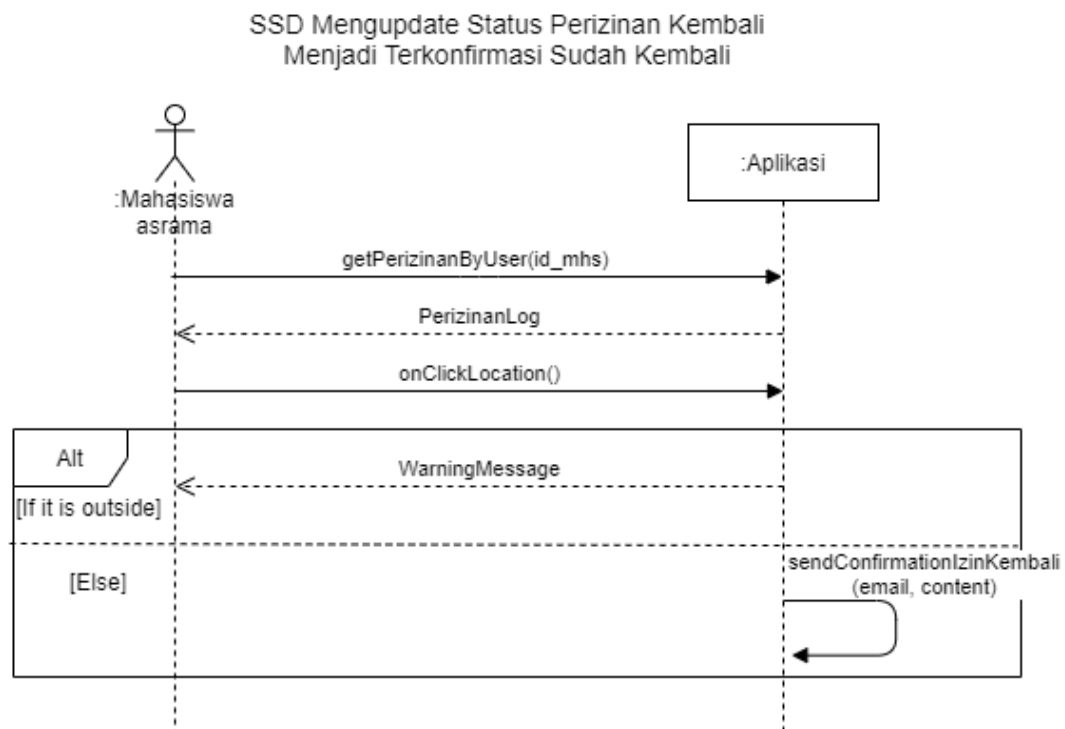 SSD Mengupdate Status Perizinan Kembali
Menjadi Terkonfirmasi Sudah Kembali
:Mahasiswa
asrama
:Aplikasi
getPerizinanByUser(id_mhs)
PerizinanLog
onClickLocation()
Alt
WarningMessage
[If it is outside]
sendConfirmationIzinKembali
(email, content)
[Else]